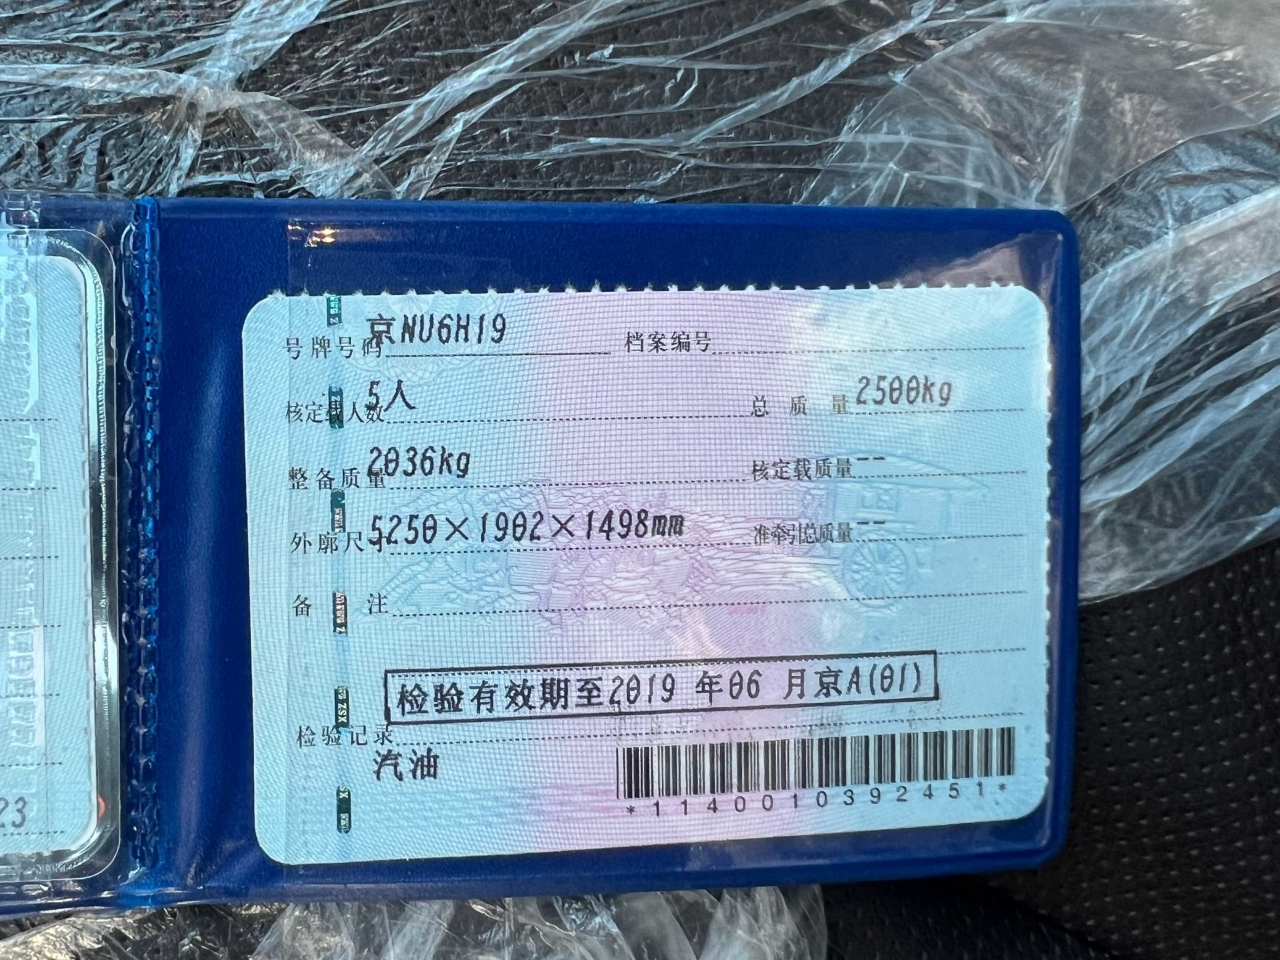 号牌号码 京NU6H19 档案编号
核定载人数 5人 总质量 2500kg
整备质量 2036kg 核定载质量 --
外廓尺寸 5250×1902×1498mm 准牵引总质量 --
备注
检验有效期至2019 年06 月京A(01)
检验记录
汽油
*1140010392451*
23